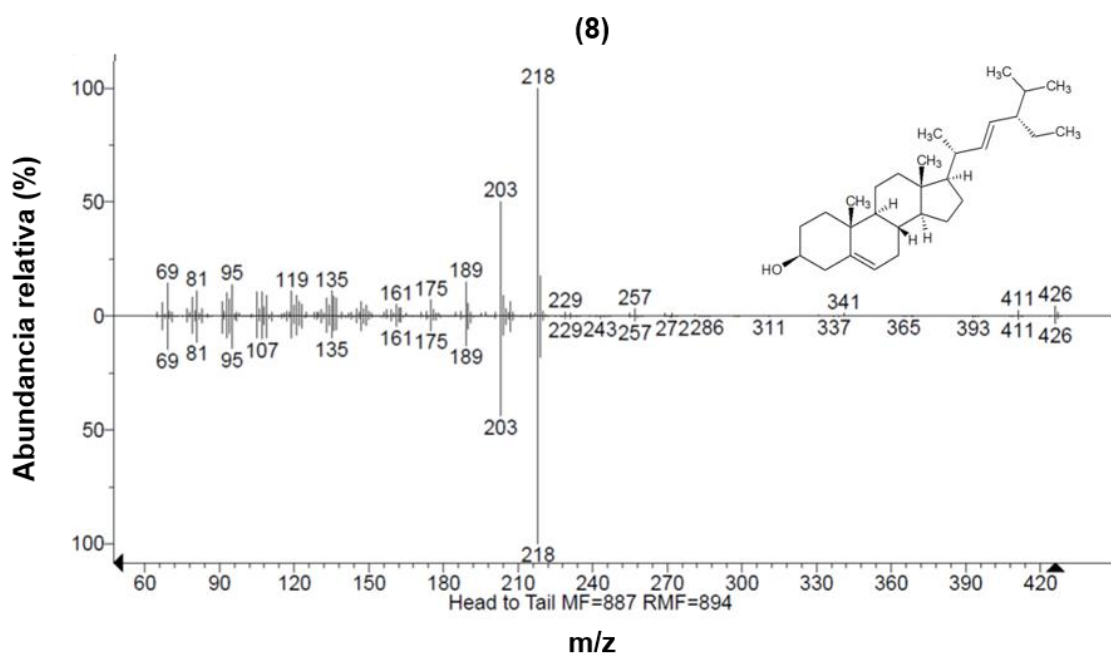 (8)
Abundancia relativa (%)
100
50
0
50
100
218
203
69 81 95 119 135 161 175 189 229 257 341 411 426
69 81 95 107 135 161 175 189 229 243 257 272 286 311 337 365 393 411 426
203
218
H₃C CH₃
H₃C CH₃
CH₃
CH₃ H
H
H H
HO
60 90 120 150 180 210 240 270 300 330 360 390 420
Head to Tail MF=887 RMF=894
m/z